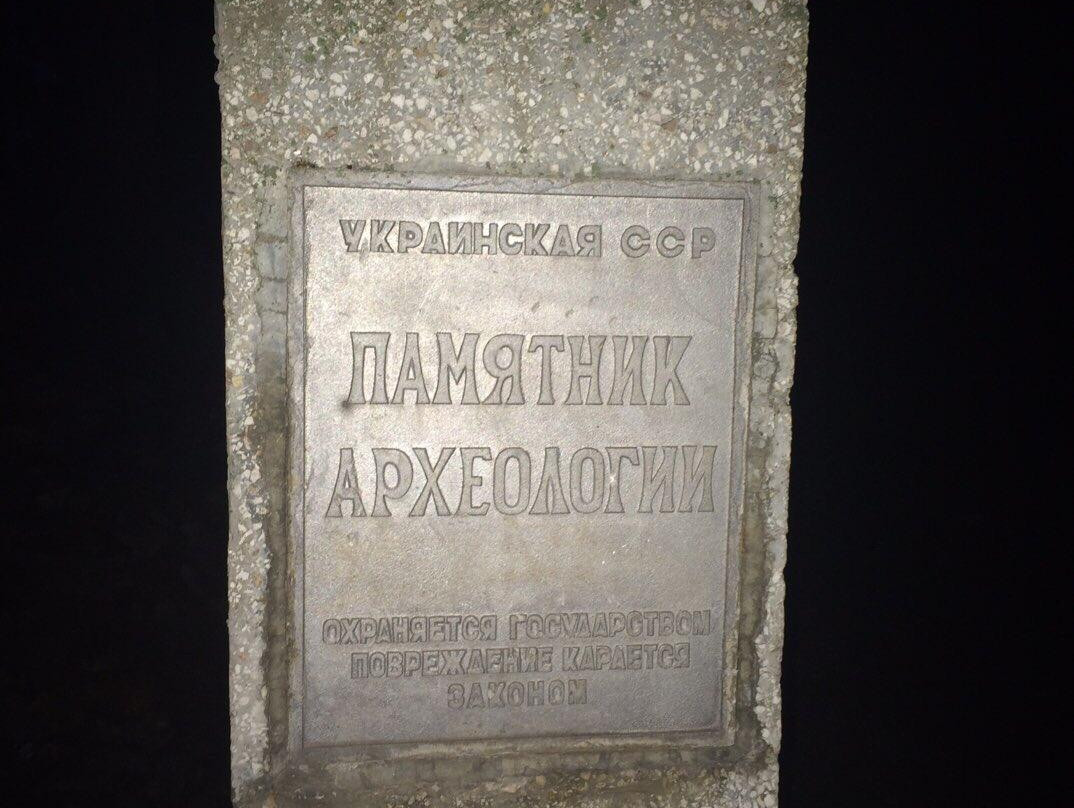 УКРАИНСКАЯ ССР
ПАМЯТНИК
АРХЕОЛОГИИ
ОХРАНЯЕТСЯ ГОСУДАРСТВОМ
ПОВРЕЖДЕНИЕ КАРАЕТСЯ
ЗАКОНОМ